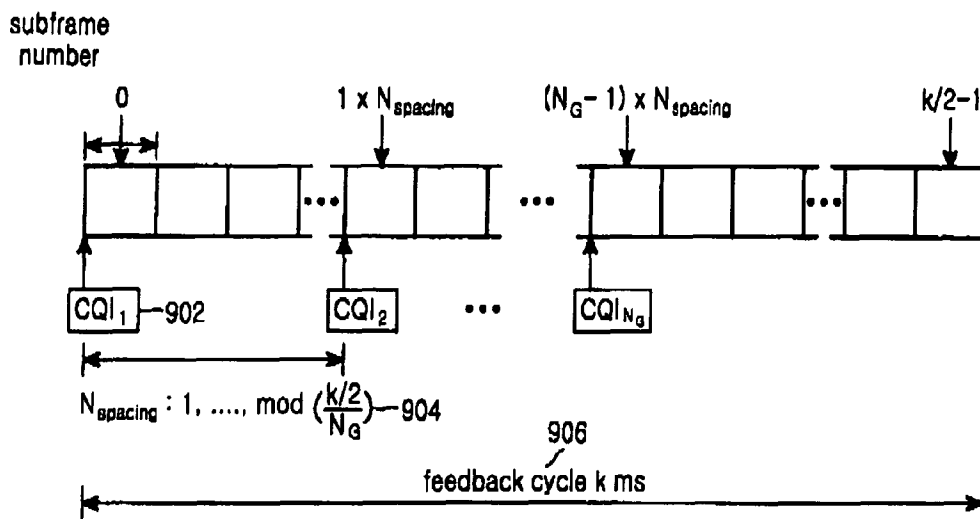 subframe
number
0
1 x N_spacing
(N_G - 1) x N_spacing
k/2-1
...
...
...
CQI_1
902
CQI_2
...
CQI_N_G
N_spacing : 1, ...., mod (k/2 / N_G)
904
906
feedback cycle k ms